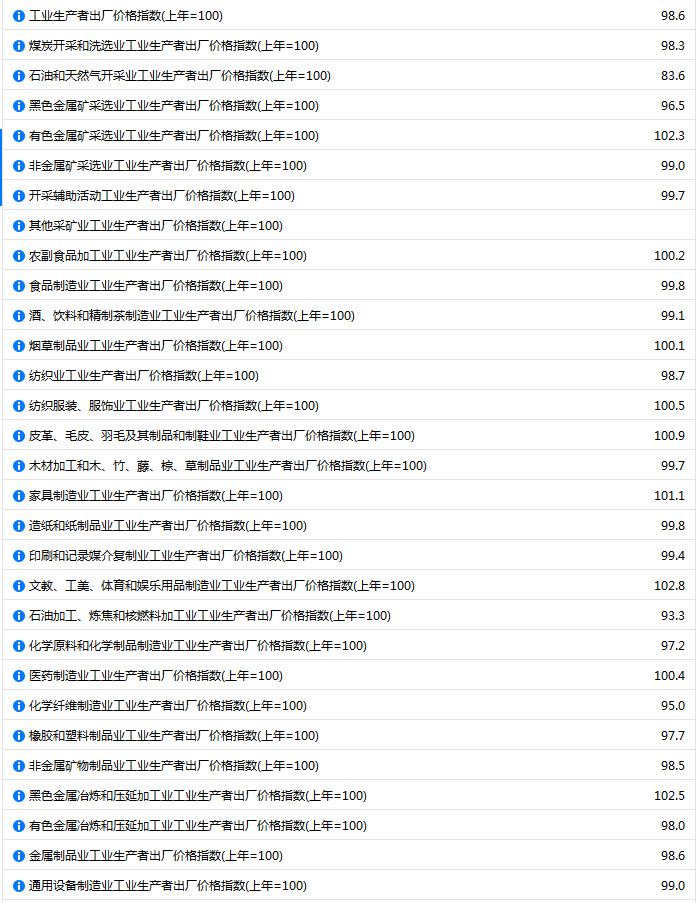 工业生产者出厂价格指数(上年=100) 98.6
煤炭开采和洗选业工业生产者出厂价格指数(上年=100) 98.3
石油和天然气开采业工业生产者出厂价格指数(上年=100) 83.6
黑色金属矿采选业工业生产者出厂价格指数(上年=100) 96.5
有色金属矿采选业工业生产者出厂价格指数(上年=100) 102.3
非金属矿采选业工业生产者出厂价格指数(上年=100) 99.0
开采辅助活动工业生产者出厂价格指数(上年=100) 99.7
其他采矿业工业生产者出厂价格指数(上年=100)
农副食品加工业工业生产者出厂价格指数(上年=100) 100.2
食品制造业工业生产者出厂价格指数(上年=100) 99.8
酒、饮料和精制茶制造业工业生产者出厂价格指数(上年=100) 99.1
烟草制品业工业生产者出厂价格指数(上年=100) 100.1
纺织业工业生产者出厂价格指数(上年=100) 98.7
纺织服装、服饰业工业生产者出厂价格指数(上年=100) 100.5
皮革、毛皮、羽毛及其制品和制鞋业工业生产者出厂价格指数(上年=100) 100.9
木材加工和木、竹、藤、棕、草制品业工业生产者出厂价格指数(上年=100) 99.7
家具制造业工业生产者出厂价格指数(上年=100) 101.1
造纸和纸制品业工业生产者出厂价格指数(上年=100) 99.8
印刷和记录媒介复制业工业生产者出厂价格指数(上年=100) 99.4
文教、工美、体育和娱乐用品制造业工业生产者出厂价格指数(上年=100) 102.8
石油加工、炼焦和核燃料加工业工业生产者出厂价格指数(上年=100) 93.3
化学原料和化学制品制造业工业生产者出厂价格指数(上年=100) 97.2
医药制造业工业生产者出厂价格指数(上年=100) 100.4
化学纤维制造业工业生产者出厂价格指数(上年=100) 95.0
橡胶和塑料制品业工业生产者出厂价格指数(上年=100) 97.7
非金属矿物制品业工业生产者出厂价格指数(上年=100) 98.5
黑色金属冶炼和压延加工业工业生产者出厂价格指数(上年=100) 102.5
有色金属冶炼和压延加工业工业生产者出厂价格指数(上年=100) 98.0
金属制品业工业生产者出厂价格指数(上年=100) 98.6
通用设备制造业工业生产者出厂价格指数(上年=100) 99.0